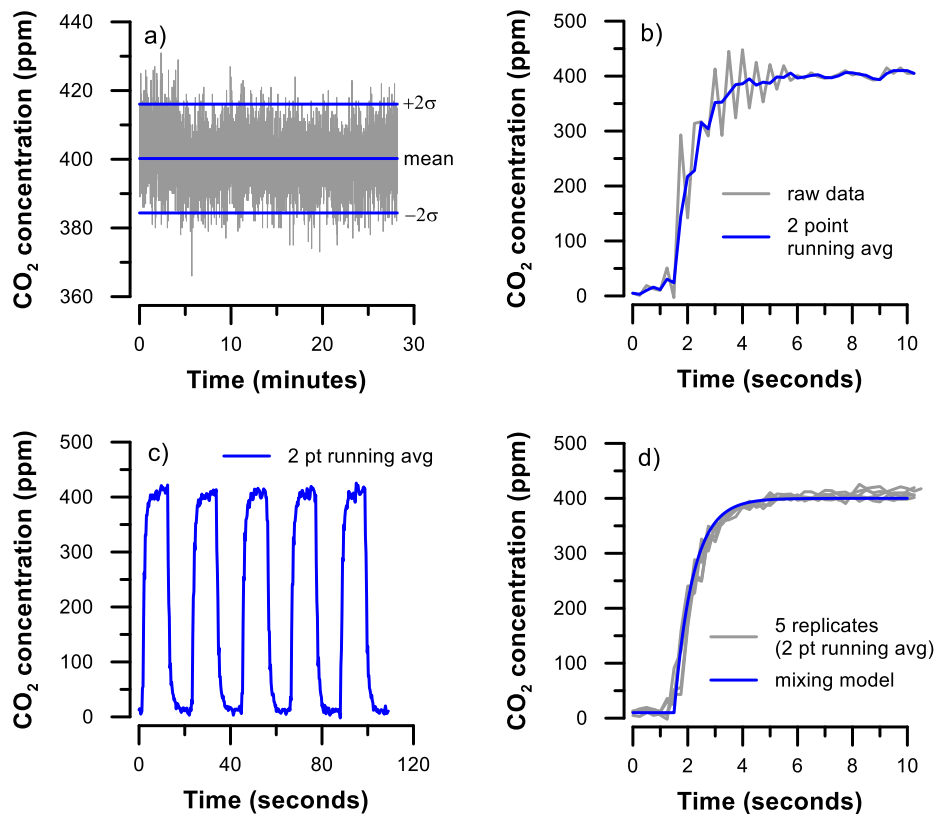 a)
CO2 concentration (ppm)
440
420
400
380
360
+2σ
mean
−2σ
0
10
20
30
Time (minutes)
b)
CO2 concentration (ppm)
500
400
300
200
100
0
raw data
2 point
running avg
0
2
4
6
8
10
Time (seconds)
c)
CO2 concentration (ppm)
500
400
300
200
100
0
2 pt running avg
0
40
80
120
Time (seconds)
d)
CO2 concentration (ppm)
500
400
300
200
100
0
5 replicates
(2 pt running avg)
mixing model
0
2
4
6
8
10
Time (seconds)